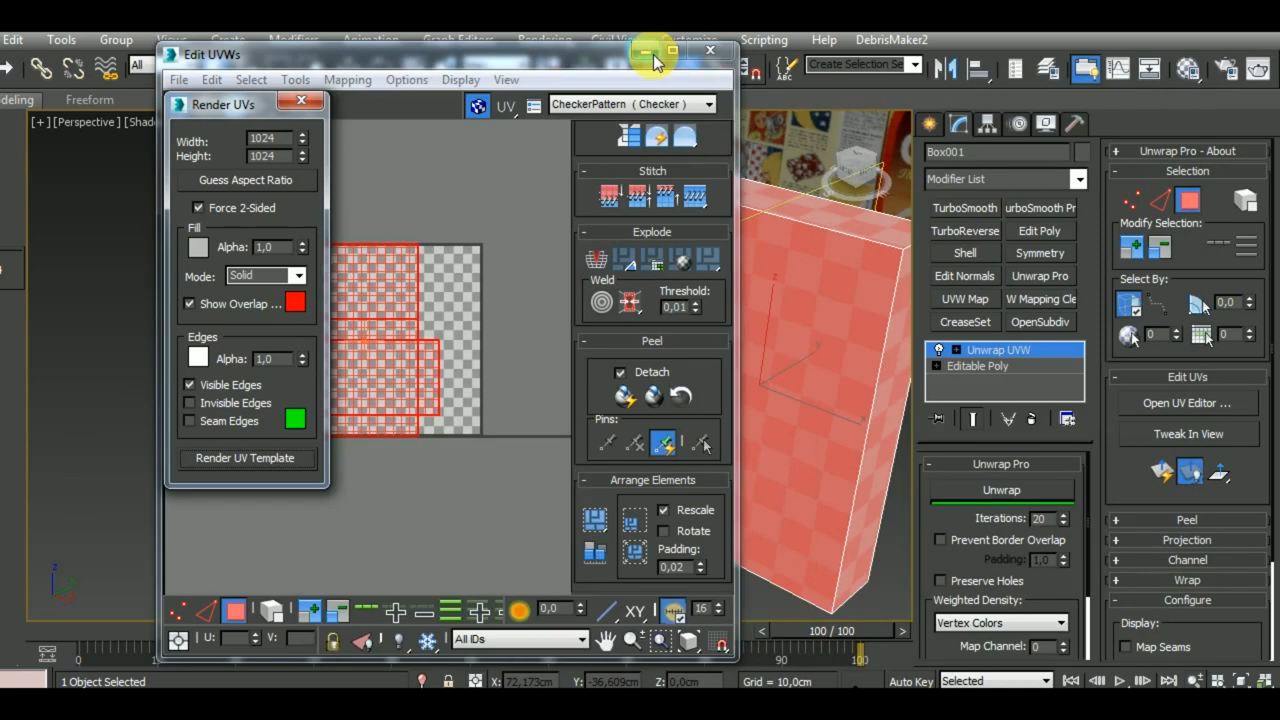 Edit Tools Group Create Modifiers Animation Graph Editors Rendering Civil View Customize Scripting Help DebrisMaker2
Edit UVWs
All
Create Selection Se
File Edit Select Tools Mapping Options Display View
deling Freeform
Render UVs
UV
CheckerPattern ( Checker )
[+] [Perspective ] [Shad
Width: 1024
Height: 1024
Guess Aspect Ratio
Force 2-Sided
Fill
Alpha: 1,0
Mode: Solid
Show Overlap ...
Edges
Alpha: 1,0
Visible Edges
Invisible Edges
Seam Edges
Render UV Template
Stitch
Explode
Weld
Threshold:
0,01
Peel
Detach
Pins:
Arrange Elements
Rescale
Rotate
Padding:
0,02
0,0
XY
16
U:
V:
All IDs
z
x
Box001
Modifier List
TurboSmooth urboSmooth Pr
TurboReverse Edit Poly
Shell Symmetry
Edit Normals Unwrap Pro
UVW Map W Mapping Cle
CreaseSet OpenSubdiv
Unwrap UVW
Editable Poly
Unwrap Pro
Unwrap
Iterations: 20
Prevent Border Overlap
Padding: 1,0
Preserve Holes
Weighted Density:
Vertex Colors
Map Channel: 0
Unwrap Pro - About
Selection
Modify Selection:
Select By:
0,0
0
0
Edit UVs
Open UV Editor ...
Tweak In View
Peel
Projection
Channel
Wrap
Configure
Display:
Map Seams
100 / 100
90 100
1 Object Selected
X: 72,173cm Y: -36,609cm Z: 0,0cm
Grid = 10,0cm
Auto Key Selected